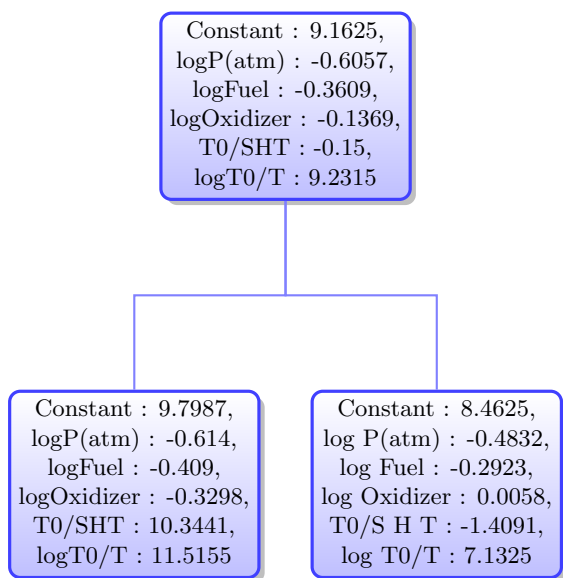 Constant : 9.1625,
logP(atm) : -0.6057,
logFuel : -0.3609,
logOxidizer : -0.1369,
T0/SHT : -0.15,
logT0/T : 9.2315
Constant : 9.7987,
logP(atm) : -0.614,
logFuel : -0.409,
logOxidizer : -0.3298,
T0/SHT : 10.3441,
logT0/T : 11.5155
Constant : 8.4625,
log P(atm) : -0.4832,
log Fuel : -0.2923,
log Oxidizer : 0.0058,
T0/S H T : -1.4091,
log T0/T : 7.1325